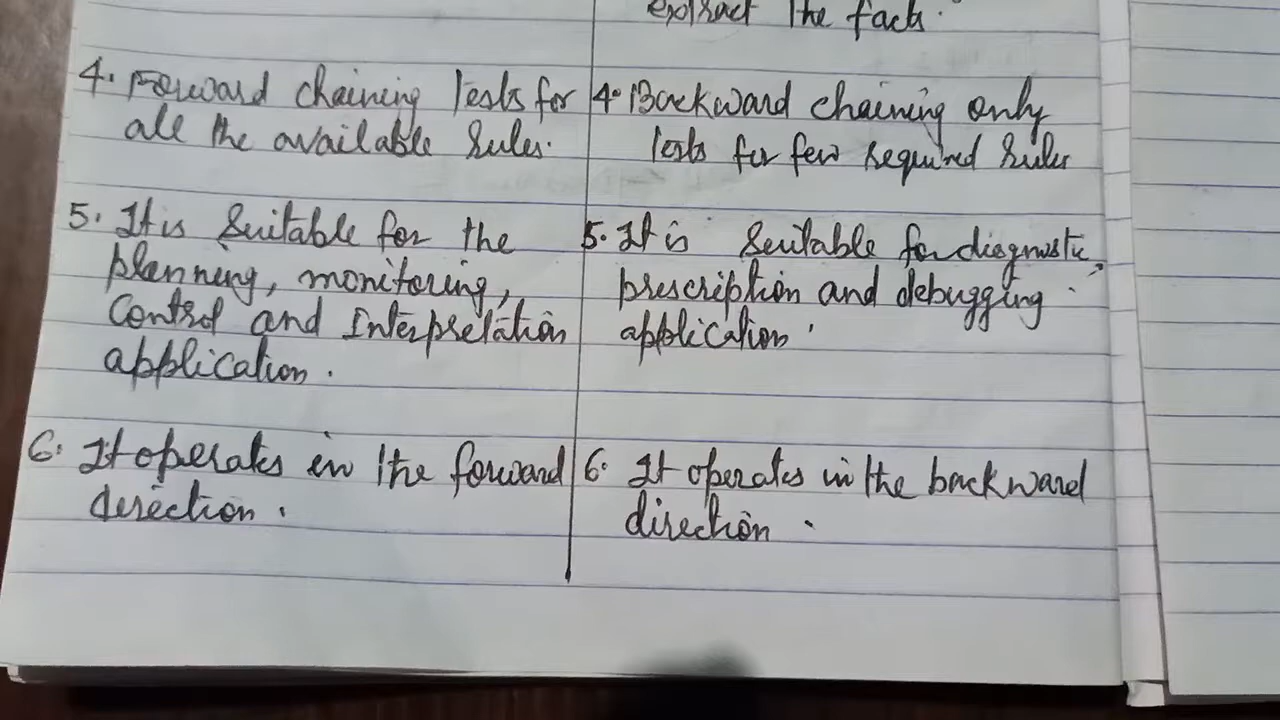 extract the fact.
4. Forward chaining tests for
all the available rules.
4. Backward chaining only
tests for few required rules
5. It is suitable for the
planning, monitoring,
Control and Interpretation
application.
5. It is suitable for diagnostic,
prescription and debugging
application.
6. It operates in the forward
direction.
6. It operates in the backward
direction.